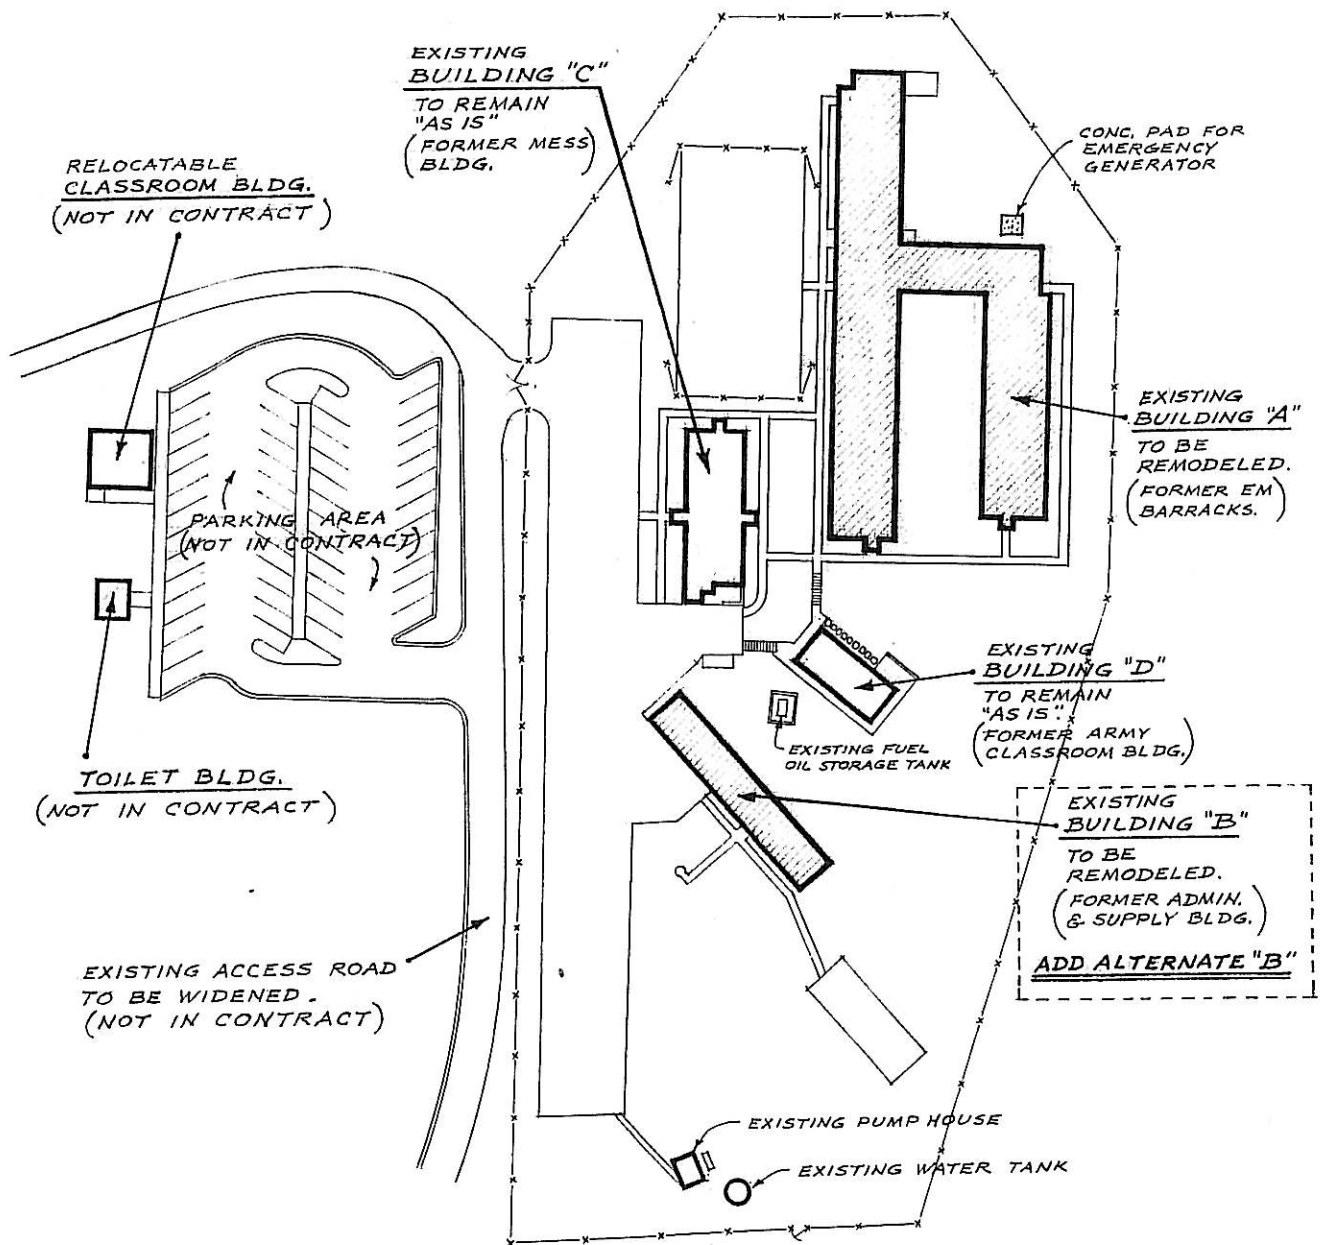 EXISTING
BUILDING "C"
TO REMAIN
"AS IS"
(FORMER MESS
BLDG.)
CONC. PAD FOR
EMERGENCY
GENERATOR
RELOCATABLE
CLASSROOM BLDG.
(NOT IN CONTRACT)
EXISTING
BUILDING "A"
TO BE
REMODELED.
(FORMER EM
BARRACKS.)
PARKING AREA
(NOT IN CONTRACT)
EXISTING
BUILDING "D"
TO REMAIN
"AS IS".
(FORMER ARMY
CLASSROOM BLDG.)
EXISTING FUEL
OIL STORAGE TANK
TOILET BLDG.
(NOT IN CONTRACT)
EXISTING
BUILDING "B"
TO BE
REMODELED.
(FORMER ADMIN.
& SUPPLY BLDG.)
ADD ALTERNATE "B"
EXISTING ACCESS ROAD
TO BE WIDENED.
(NOT IN CONTRACT)
EXISTING PUMP HOUSE
EXISTING WATER TANK